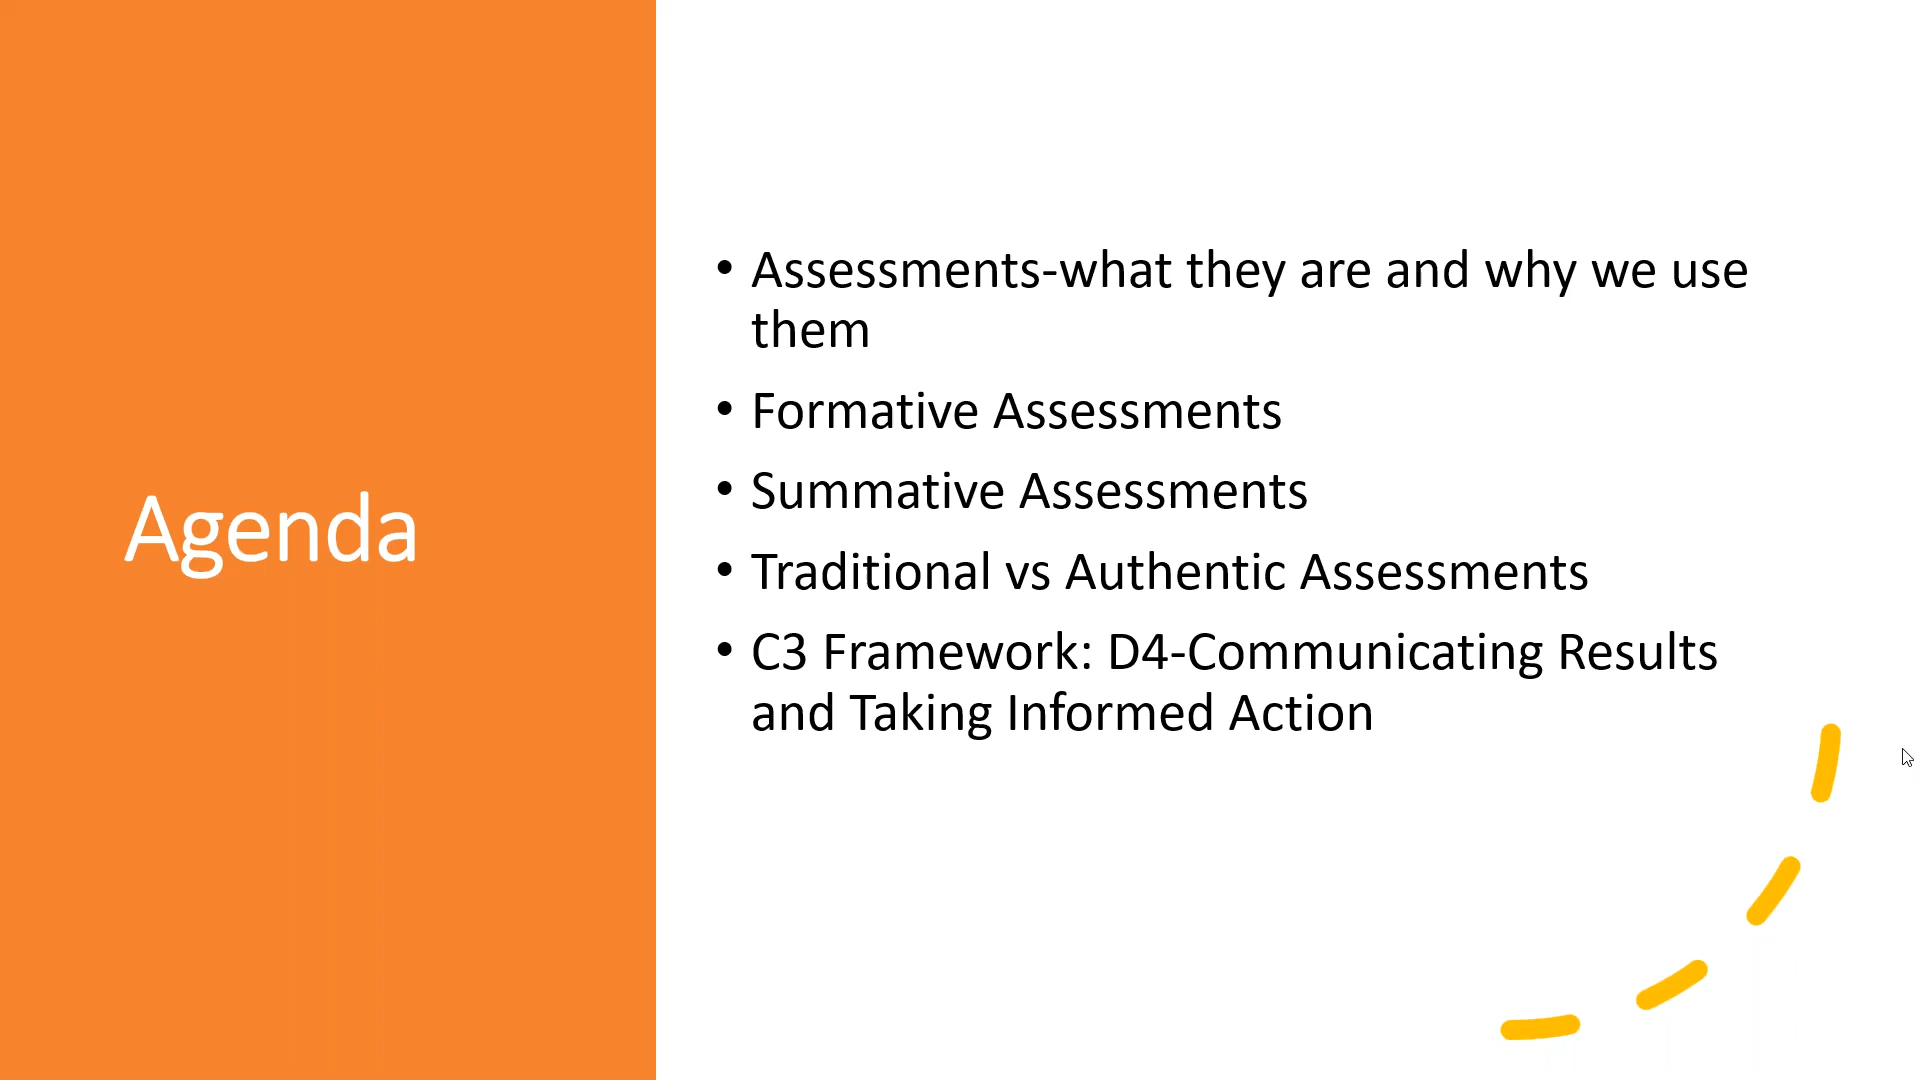 Agenda
• Assessments-what they are and why we use
them
• Formative Assessments
• Summative Assessments
• Traditional vs Authentic Assessments
• C3 Framework: D4-Communicating Results
and Taking Informed Action